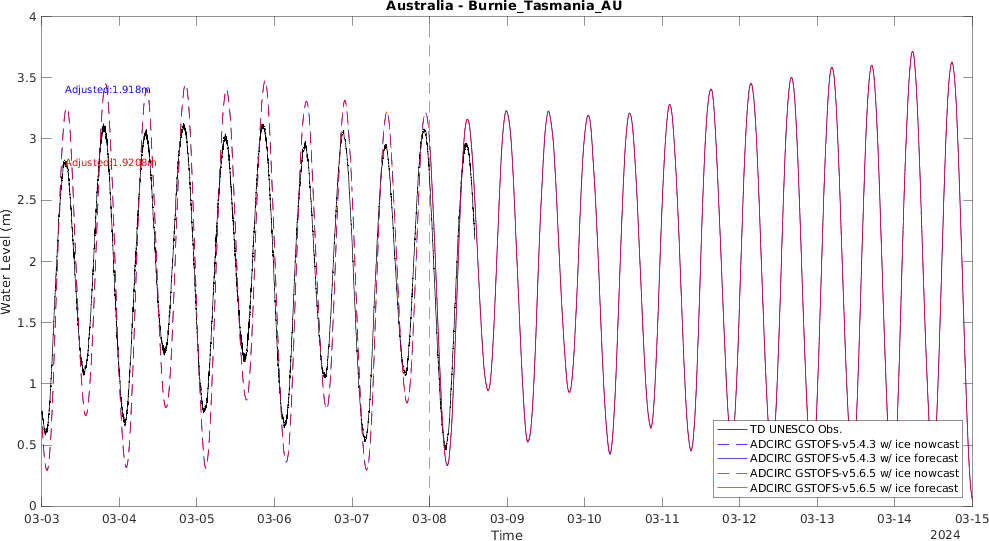 Australia - Burnie_Tasmania_AU
4
3.5
3
2.5
2
1.5
1
0.5
0
Water Level (m)
Adjusted:1.918m
Adjusted:1.9208m
TD UNESCO Obs.
ADCIRC GSTOFS-v5.4.3 w/ ice nowcast
ADCIRC GSTOFS-v5.4.3 w/ ice forecast
ADCIRC GSTOFS-v5.6.5 w/ ice nowcast
ADCIRC GSTOFS-v5.6.5 w/ ice forecast
03-03 03-04 03-05 03-06 03-07 03-08 03-09 03-10 03-11 03-12 03-13 03-14 03-15
Time
2024